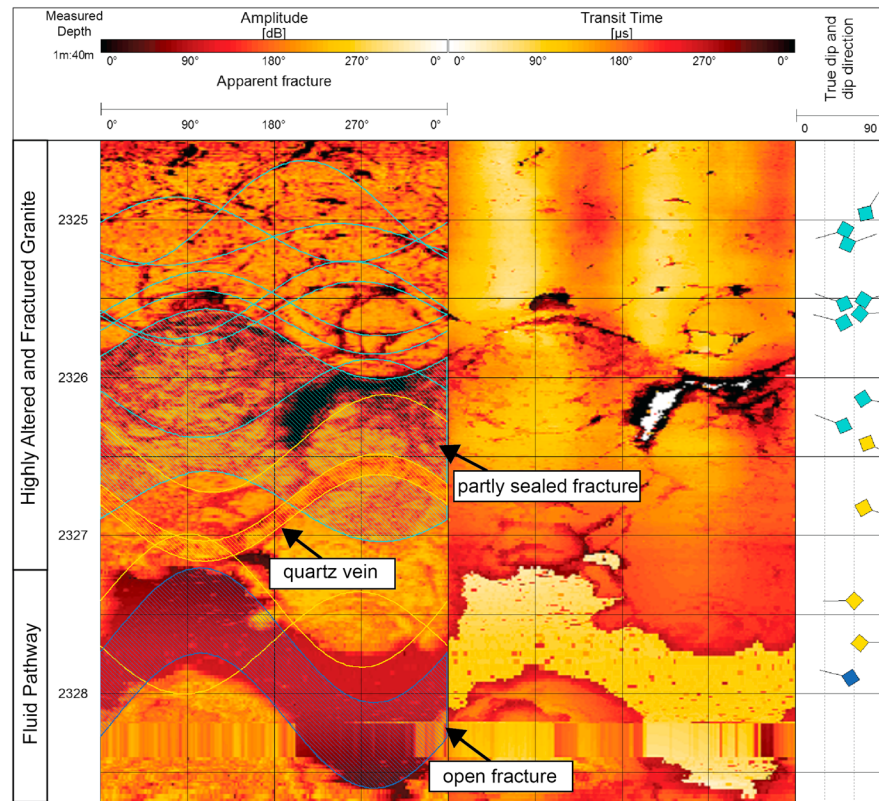 Measured
Depth
1m:40m
Amplitude
[dB]
0° 90° 180° 270° 0°
Transit Time
[µs]
0° 90° 180° 270° 0°
Apparent fracture
0° 90° 180° 270° 0°
True dip and
dip direction
0 90
Highly Altered and Fractured Granite
Fluid Pathway
2325
2326
2327
2328
partly sealed fracture
quartz vein
open fracture